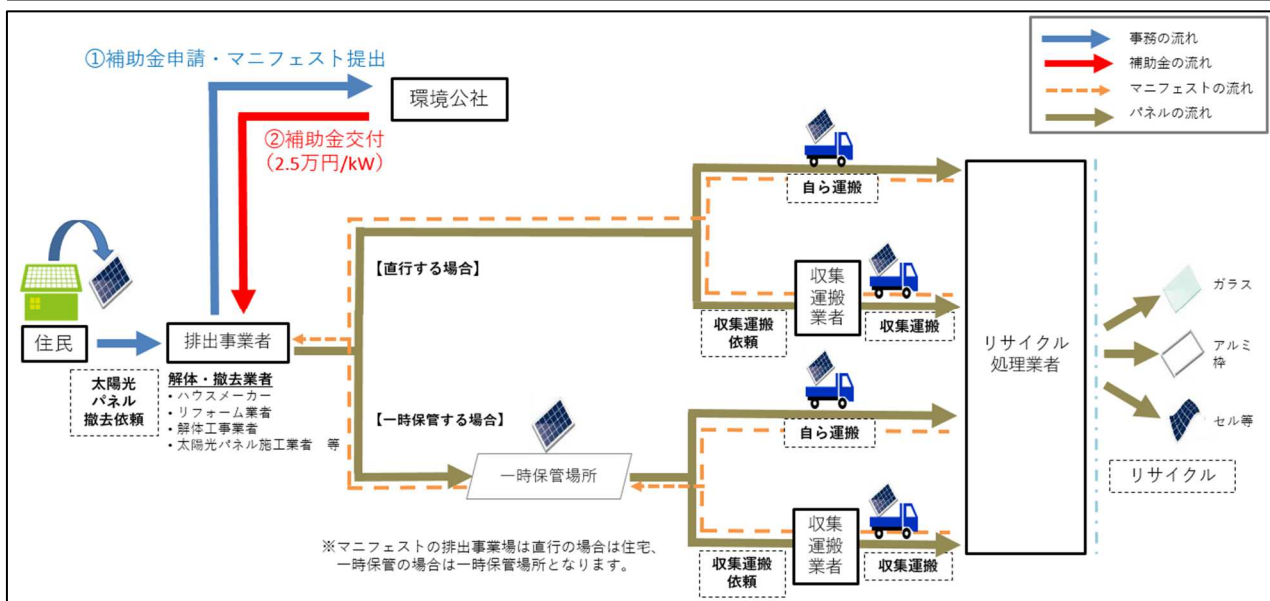 ①補助金申請・マニフェスト提出
環境公社
②補助金交付
（2.5万円/kW）
事務の流れ
補助金の流れ
マニフェストの流れ
パネルの流れ
住民
太陽光
パネル
撤去依頼
排出事業者
解体・撤去業者
• ハウスメーカー
• リフォーム業者
• 解体工事業者
• 太陽光パネル施工業者　等
【直行する場合】
自ら運搬
収集運搬
依頼
収集
運搬
業者
収集運搬
【一時保管する場合】
一時保管場所
自ら運搬
収集運搬
依頼
収集
運搬
業者
収集運搬
※マニフェストの排出事業場は直行の場合は住宅、
一時保管の場合は一時保管場所となります。
リサイクル
処理業者
ガラス
アルミ
枠
セル等
リサイクル